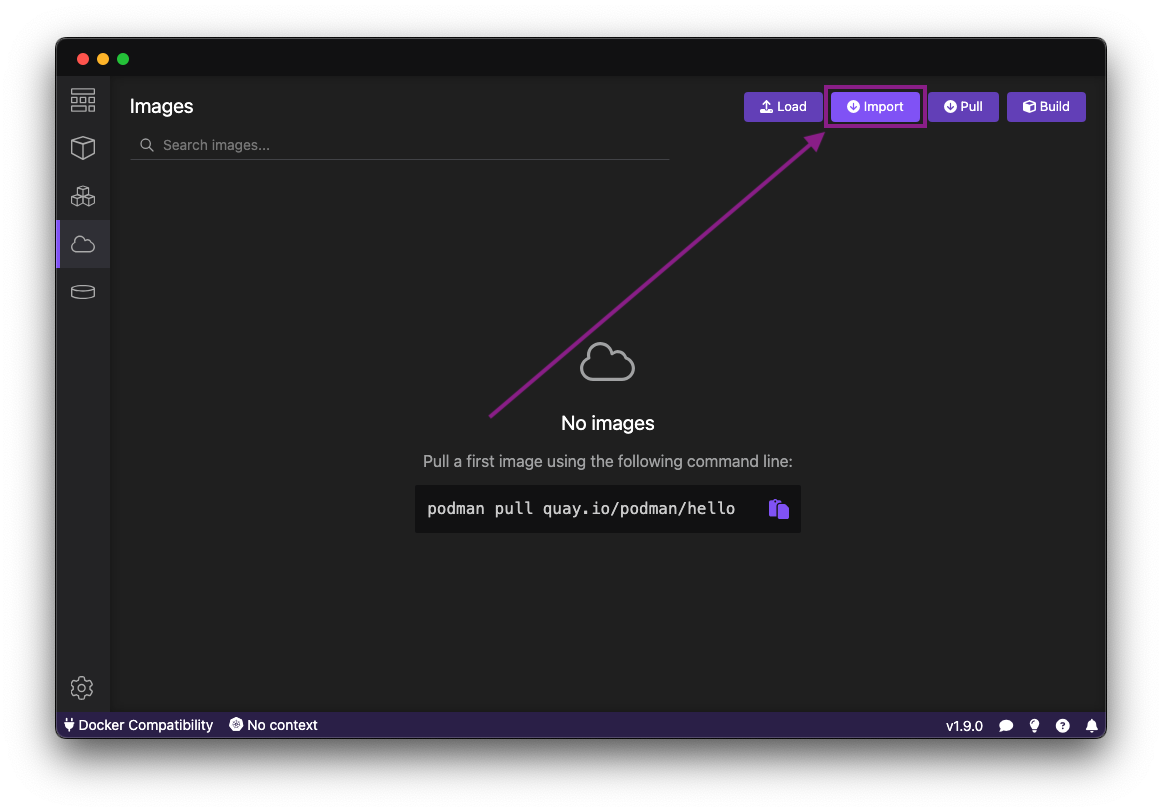 Images
Load
Import
Pull
Build
Search images...
No images
Pull a first image using the following command line:
podman pull quay.io/podman/hello
Docker Compatibility
No context
v1.9.0
?